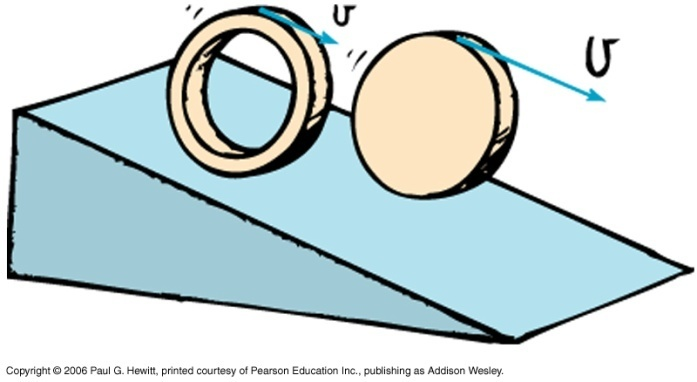 υ
υ
Copyright © 2006 Paul G. Hewitt, printed courtesy of Pearson Education Inc., publishing as Addison Wesley.